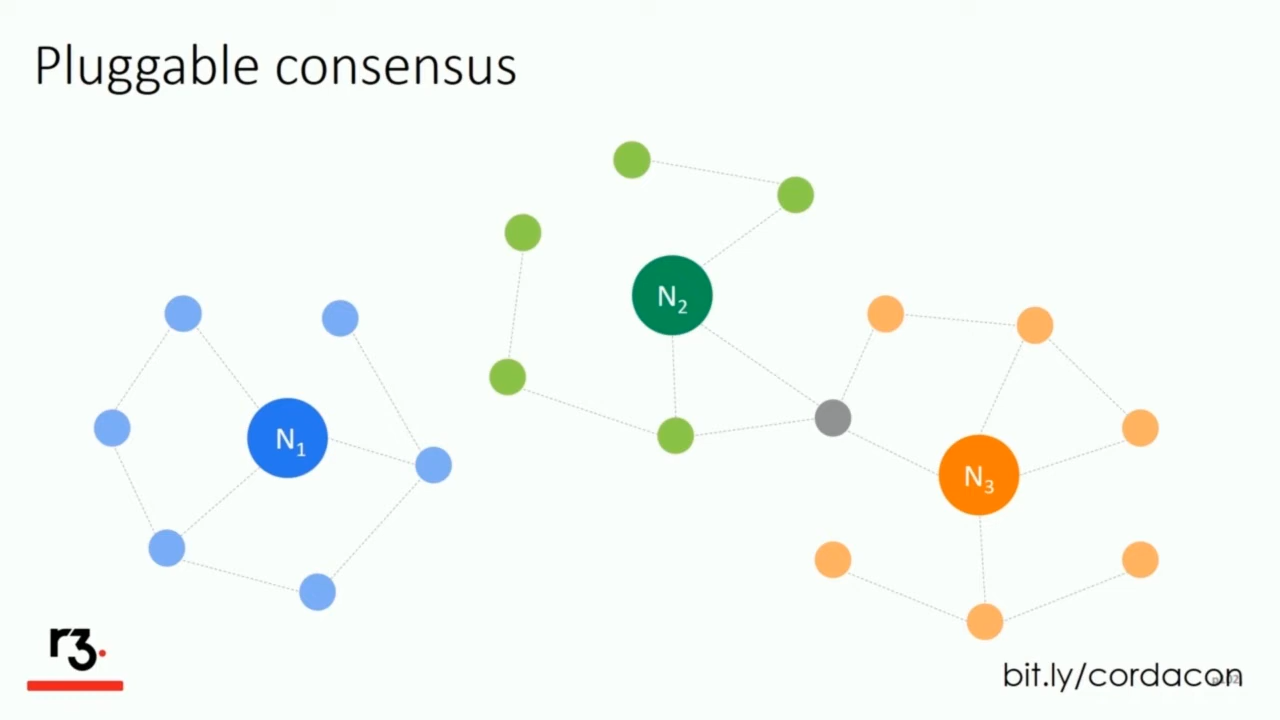 Pluggable consensus
N2
N1
N3
r3.
bit.ly/cordacon